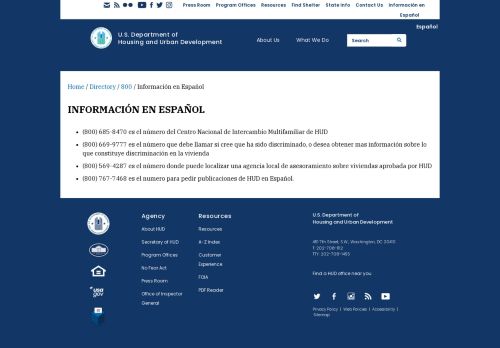 Press Room Program Offices Resources Find Shelter State Info Contact Us Información en Español
Español
U.S. Department of
Housing and Urban Development
About Us What We Do Search
Home / Directory / 800 / Información en Español
INFORMACIÓN EN ESPAÑOL
(800) 685-8470 es el número del Centro Nacional de Intercambio Multifamiliar de HUD
(800) 669-9777 es el número que debe llamar si cree que ha sido discriminado, o desea obtener mas información sobre lo
que constituye discriminación en la vivienda
(800) 569-4287 es el número donde puede localizar una agencia local de asesoramiento sobre viviendas aprobada por HUD
(800) 767-7468 es el numero para pedir publicaciones de HUD en Español.
Agency
About HUD
Secretary of HUD
Program Offices
No Fear Act
Press Room
Office of Inspector
General
Resources
Resources
A-Z Index
Customer
Experience
FOIA
PDF Reader
U.S. Department of
Housing and Urban Development
451 7th Street, S.W., Washington, DC 20410
T: 202-708-1112
TTY: 202-708-1455
Find a HUD office near you
Privacy Policy | Web Policies | Accessibility |
Sitemap
USA
gov